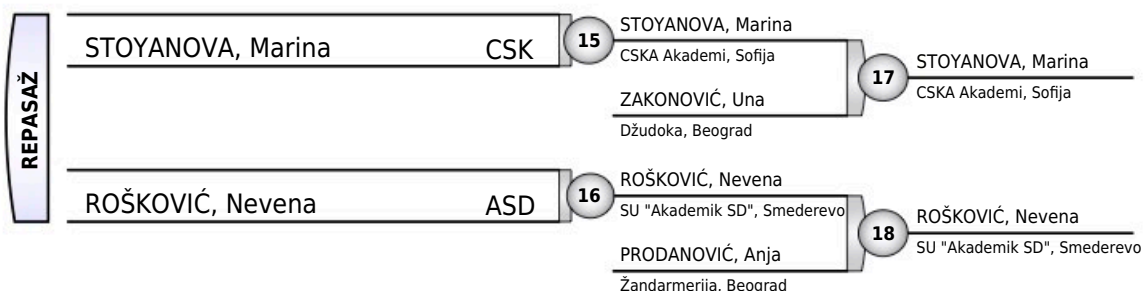 REPASAŽ
STOYANOVA, Marina CSK
15
STOYANOVA, Marina
CSKA Akademi, Sofija
ZAKONOVIĆ, Una
Džudoka, Beograd
17
STOYANOVA, Marina
CSKA Akademi, Sofija
ROŠKOVIĆ, Nevena ASD
16
ROŠKOVIĆ, Nevena
SU "Akademik SD", Smederevo
PRODANOVIĆ, Anja
Žandarmerija, Beograd
18
ROŠKOVIĆ, Nevena
SU "Akademik SD", Smederevo